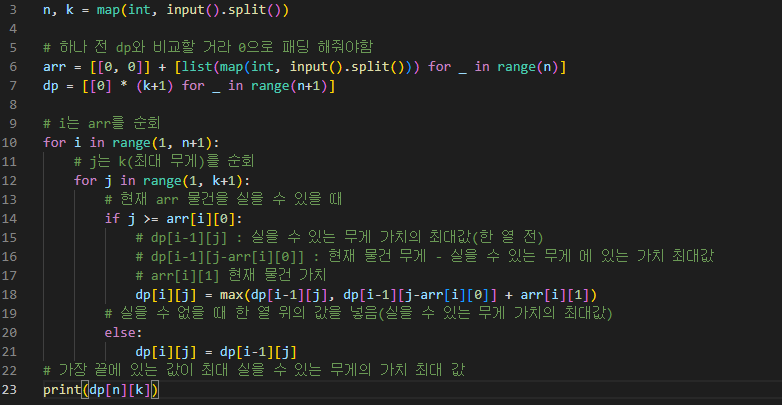 3 n, k = map(int, input().split())
4
5 # 하나 전 dp와 비교할 거라 0으로 패딩 해줘야함
6 arr = [[0, 0]] + [list(map(int, input().split())) for _ in range(n)]
7 dp = [[0] * (k+1) for _ in range(n+1)]
8
9 # i는 arr를 순회
10 for i in range(1, n+1):
11     # j는 k(최대 무게)를 순회
12     for j in range(1, k+1):
13         # 현재 arr 물건을 실을 수 있을 때
14         if j >= arr[i][0]:
15             # dp[i-1][j] : 실을 수 있는 무게 가치의 최대값(한 열 전)
16             # dp[i-1][j-arr[i][0]] : 현재 물건 무게 - 실을 수 있는 무게 에 있는 가치 최대값
17             # arr[i][1] 현재 물건 가치
18             dp[i][j] = max(dp[i-1][j], dp[i-1][j-arr[i][0]] + arr[i][1])
19         # 실을 수 없을 때 한 열 위의 값을 넣음(실을 수 있는 무게 가치의 최대값)
20         else:
21             dp[i][j] = dp[i-1][j]
22 # 가장 끝에 있는 값이 최대 실을 수 있는 무게의 가치 최대 값
23 print(dp[n][k])